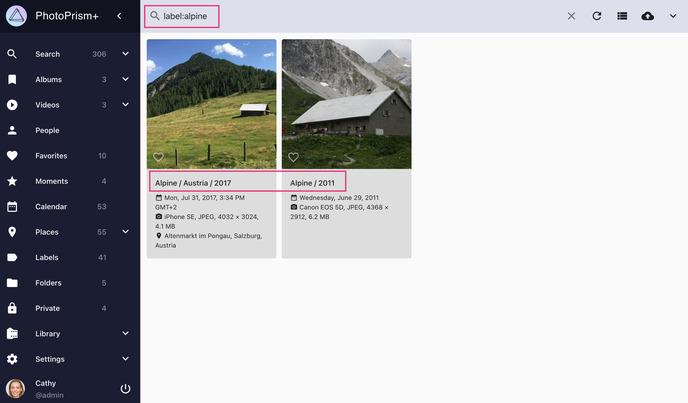 PhotoPrism+
label:alpine
Search 306
Albums 3
Videos 3
People
Favorites 10
Moments 4
Calendar 53
Places 55
Labels 41
Folders 5
Private 4
Library
Settings
Cathy
@admin
Alpine / Austria / 2017
Mon, Jul 31, 2017, 3:34 PM
GMT+2
iPhone SE, JPEG, 4032 × 3024,
4.1 MB
Altenmarkt im Pongau, Salzburg,
Austria
Alpine / 2011
Wednesday, June 29, 2011
Canon EOS 5D, JPEG, 4368 ×
2912, 6.2 MB